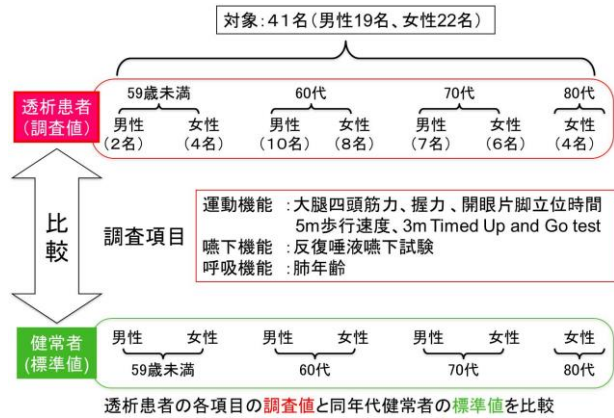 対象：41名（男性19名、女性22名）
59歳未満 60代 70代 80代
透析患者
（調査値）
男性 女性 男性 女性 男性 女性 女性
(2名) (4名) (10名) (8名) (7名) (6名) (4名)
比較
調査項目
運動機能 ：大腿四頭筋力、握力、開眼片脚立位時間
5m歩行速度、3m Timed Up and Go test
嚥下機能：反復唾液嚥下試験
呼吸機能：肺年齢
健常者
(標準値)
男性 女性 男性 女性 男性 女性 女性
59歳未満 60代 70代 80代
透析患者の各項目の調査値と同年代健常者の標準値を比較